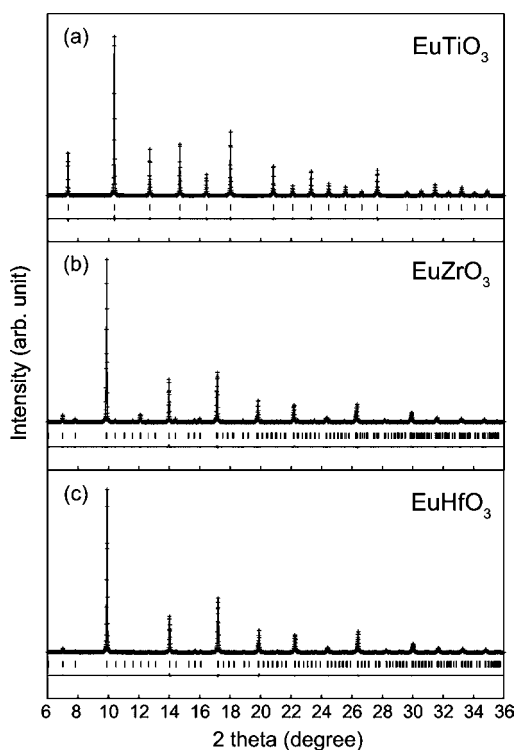 (a)
EuTiO₃
(b)
EuZrO₃
Intensity (arb. unit)
(c)
EuHfO₃
6 8 10 12 14 16 18 20 22 24 26 28 30 32 34 36
2 theta (degree)